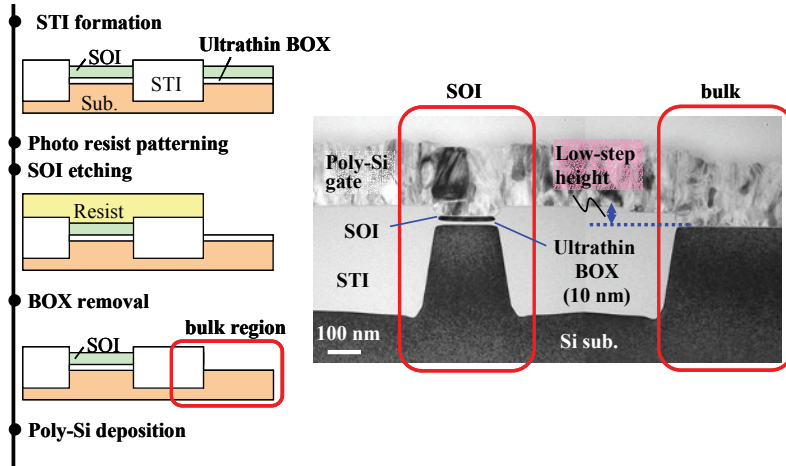 STI formation
SOI
Ultrathin BOX
STI
Sub.
Photo resist patterning
SOI etching
Resist
BOX removal
bulk region
SOI
Poly-Si deposition
SOI
bulk
Poly-Si
gate
Low-step
height
SOI
Ultrathin
BOX
(10 nm)
STI
100 nm
Si sub.